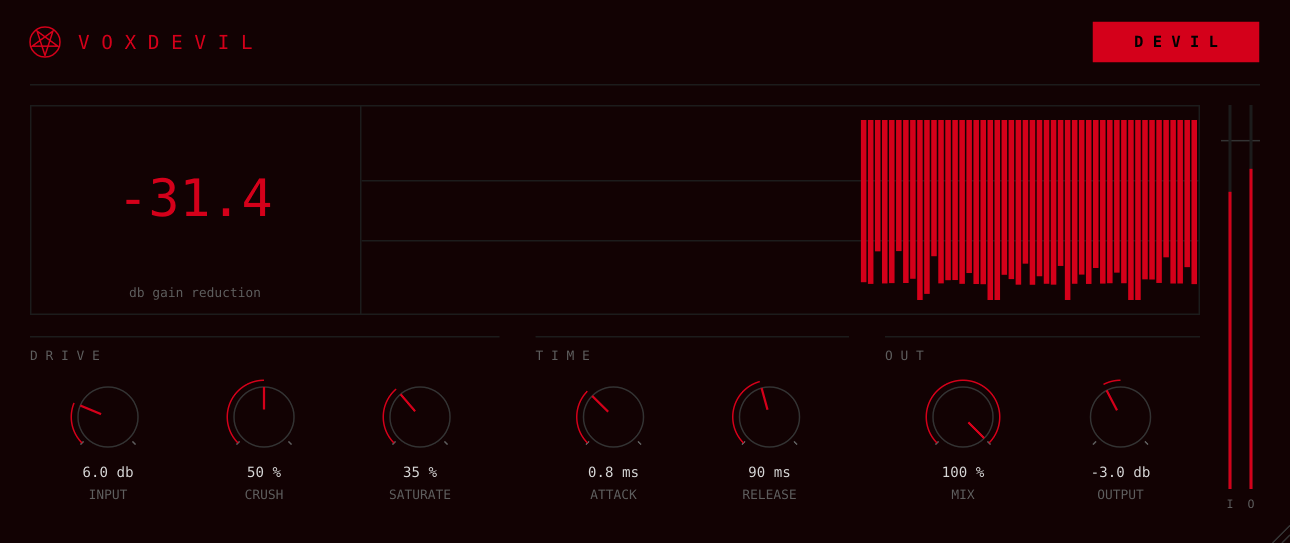 VOXDEVIL
DEVIL
-31.4
db gain reduction
DRIVE
TIME
OUT
6.0 db
50 %
35 %
0.8 ms
90 ms
100 %
-3.0 db
INPUT
CRUSH
SATURATE
ATTACK
RELEASE
MIX
OUTPUT
I O